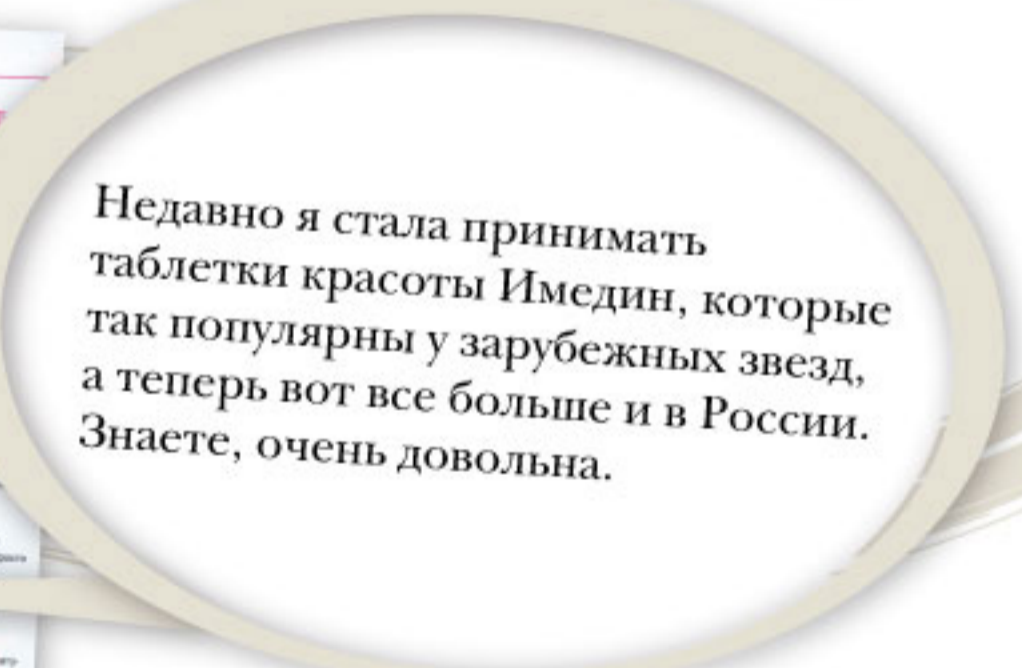 Недавно я стала принимать
таблетки красоты Имедин, которые
так популярны у зарубежных звезд,
а теперь вот все больше и в России.
Знаете, очень довольна.